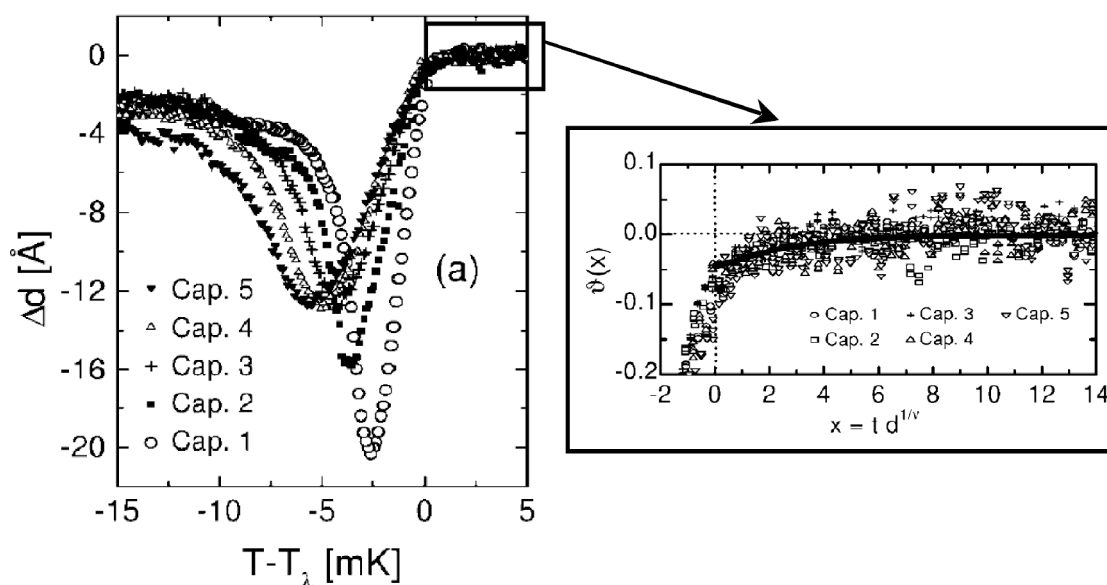 0
-4
-8
-12
-16
-20
Δd [Å]
(a)
Cap. 5
Cap. 4
Cap. 3
Cap. 2
Cap. 1
-15 -10 -5 0 5
T-Tλ [mK]
0.1
0.0
-0.1
-0.2
ϑ(x)
Cap. 1 Cap. 3 Cap. 5
Cap. 2 Cap. 4
-2 0 2 4 6 8 10 12 14
x = t d^1/ν